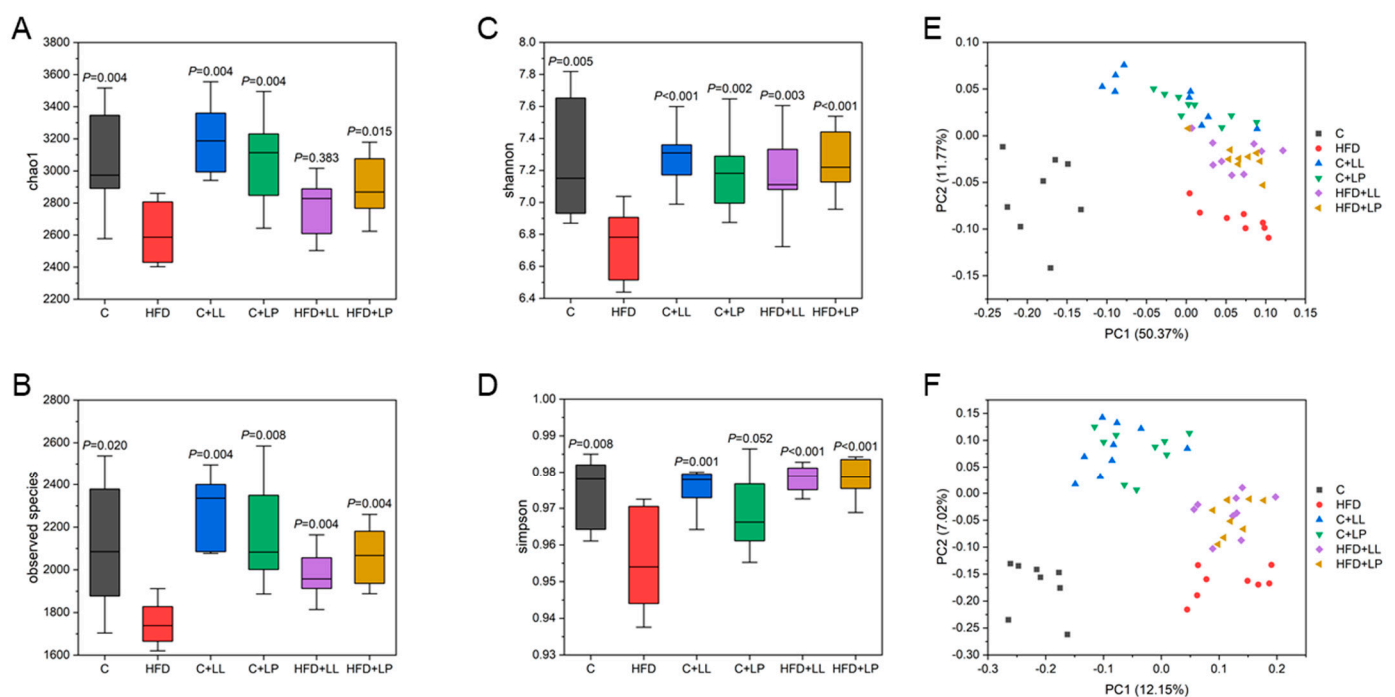 A
chao1
3800
3600
3400
3200
3000
2800
2600
2400
2200
P=0.004
P=0.004
P=0.004
P=0.383
P=0.015
C HFD C+LL C+LP HFD+LL HFD+LP
B
observed species
2800
2600
2400
2200
2000
1800
1600
P=0.020
P=0.004
P=0.008
P=0.004
P=0.004
C HFD C+LL C+LP HFD+LL HFD+LP
C
shannon
8.0
7.8
7.6
7.4
7.2
7.0
6.8
6.6
6.4
P=0.005
P<0.001
P=0.002
P=0.003
P<0.001
C HFD C+LL C+LP HFD+LL HFD+LP
D
simpson
1.00
0.99
0.98
0.97
0.96
0.95
0.94
0.93
P=0.008
P=0.001
P=0.052
P<0.001
P<0.001
C HFD C+LL C+LP HFD+LL HFD+LP
E
PC2 (11.77%)
0.10
0.05
0.00
-0.05
-0.10
-0.15
-0.25 -0.20 -0.15 -0.10 -0.05 0.00 0.05 0.10 0.15
PC1 (50.37%)
C
HFD
C+LL
C+LP
HFD+LL
HFD+LP
F
PC2 (7.02%)
0.15
0.10
0.05
0.00
-0.05
-0.10
-0.15
-0.20
-0.25
-0.30
-0.3 -0.2 -0.1 0.0 0.1 0.2
PC1 (12.15%)
C
HFD
C+LL
C+LP
HFD+LL
HFD+LP